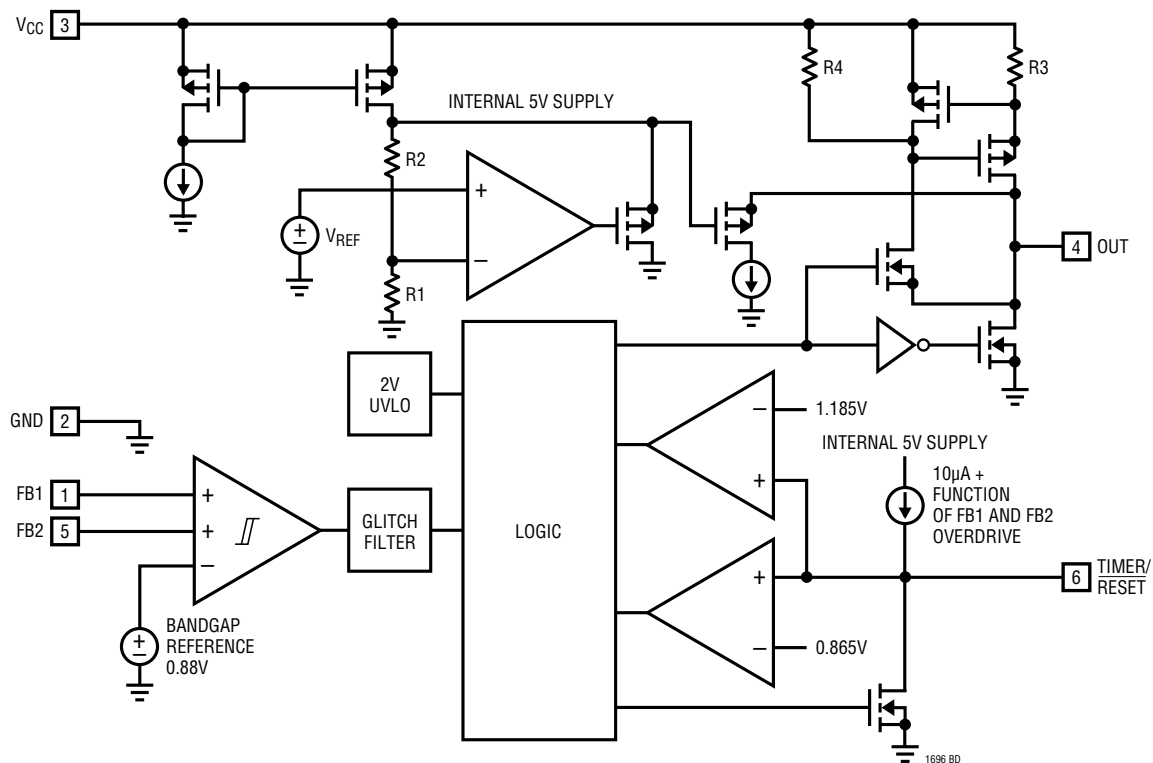 VCC 3
R4
R3
INTERNAL 5V SUPPLY
R2
+
+
−
VREF
−
R1
4 OUT
2V
UVLO
GND 2
−
1.185V
INTERNAL 5V SUPPLY
+
10µA +
FUNCTION
OF FB1 AND FB2
OVERDRIVE
FB1 1
+
FB2 5
+
GLITCH
FILTER
LOGIC
−
+
6 TIMER/
RESET
+
−
BANDGAP
REFERENCE
0.88V
−
0.865V
1696 BD